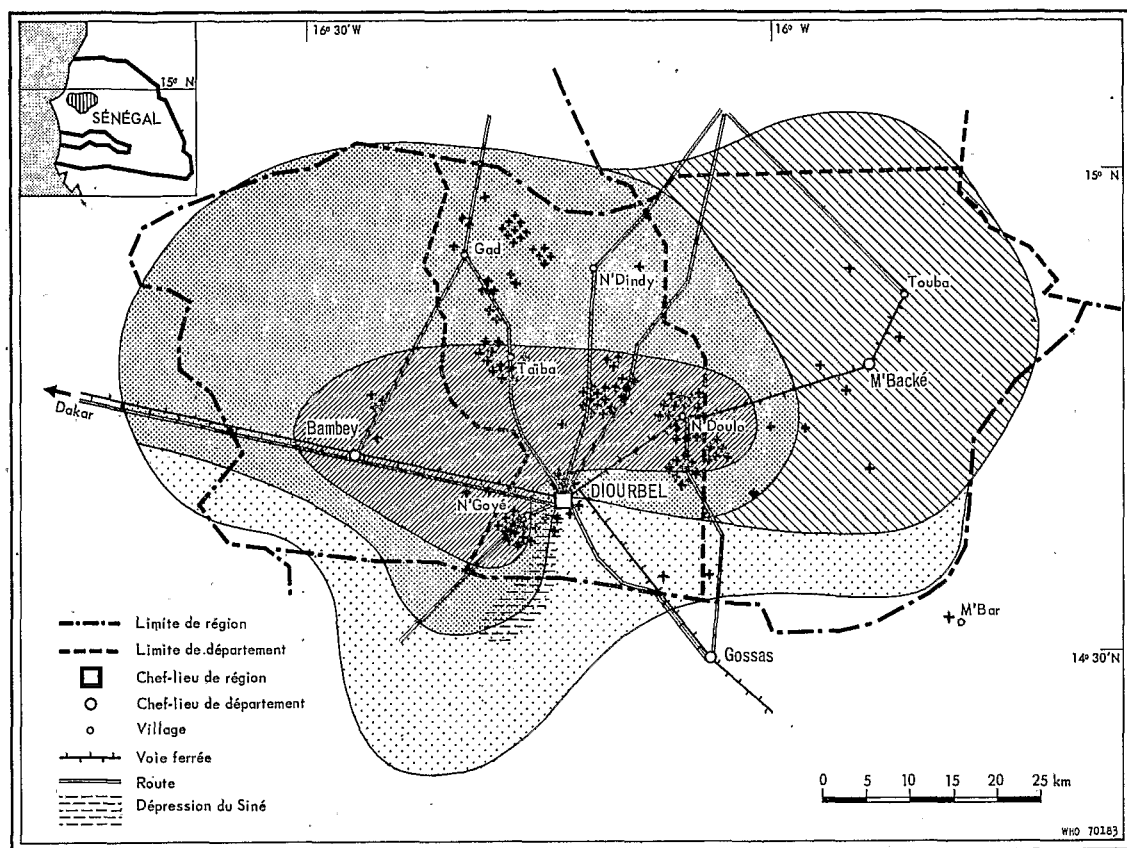 16° 30' W
16° W
15° N
SÉNÉGAL
15° N
Gad
N'Dindy
Touba
Taïba
M'Backé
Dakar
Bambey
N'Doulo
DIOURBEL
N'Goyé
M'Bar
14° 30' N
Gossas
Limite de région
Limite de département
Chef-lieu de région
Chef-lieu de département
Village
Voie ferrée
Route
Dépression du Siné
0 5 10 15 20 25 km
WHO 70183